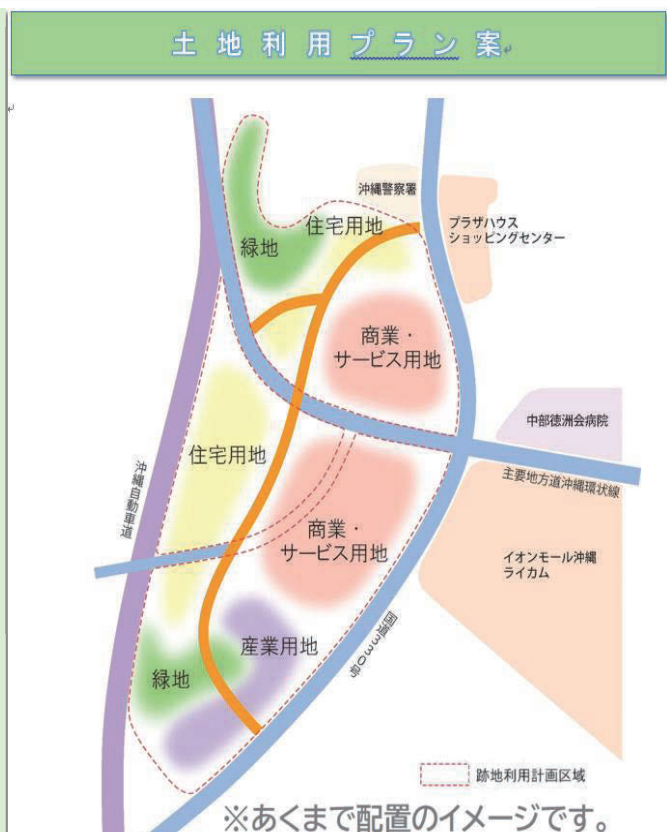 土地利用プラン案
沖縄警察署
住宅用地
プラザハウス
ショッピングセンター
緑地
商業・
サービス用地
中部徳洲会病院
住宅用地
主要地方道沖縄環状線
沖縄自動車道
商業・
サービス用地
イオンモール沖縄
ライカム
国道330号
産業用地
緑地
跡地利用計画区域
※あくまで配置のイメージです。